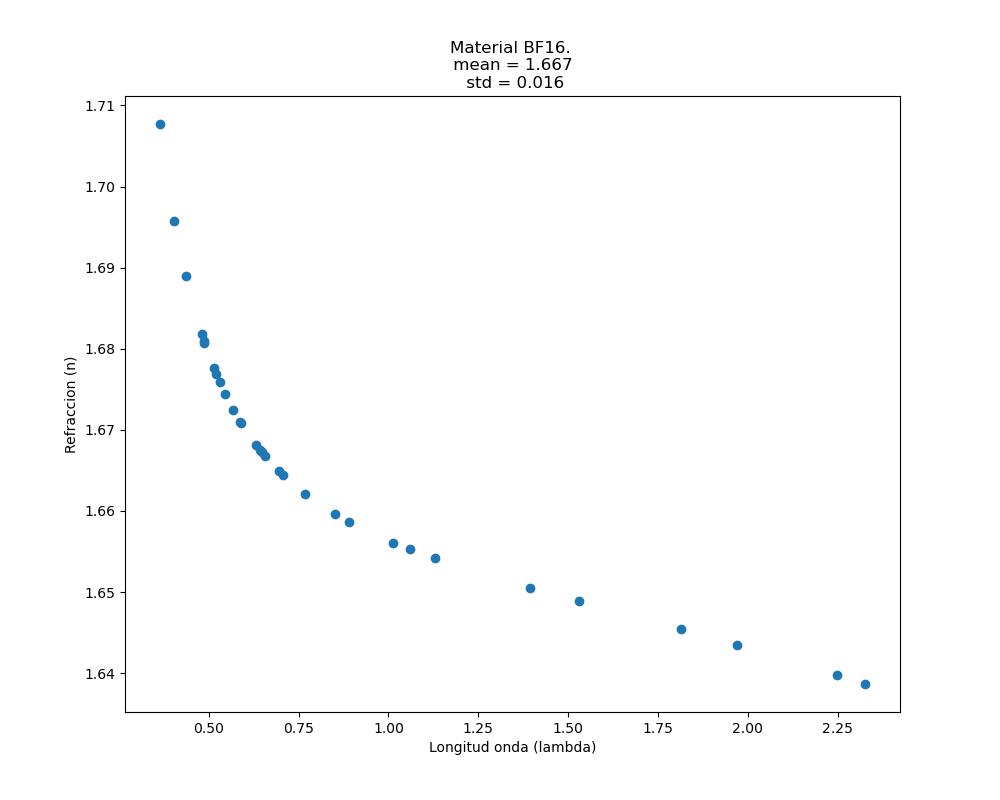 Material BF16.
mean = 1.667
std = 0.016
1.71
1.70
1.69
1.68
1.67
1.66
1.65
1.64
Refraccion (n)
0.50 0.75 1.00 1.25 1.50 1.75 2.00 2.25
Longitud onda (lambda)